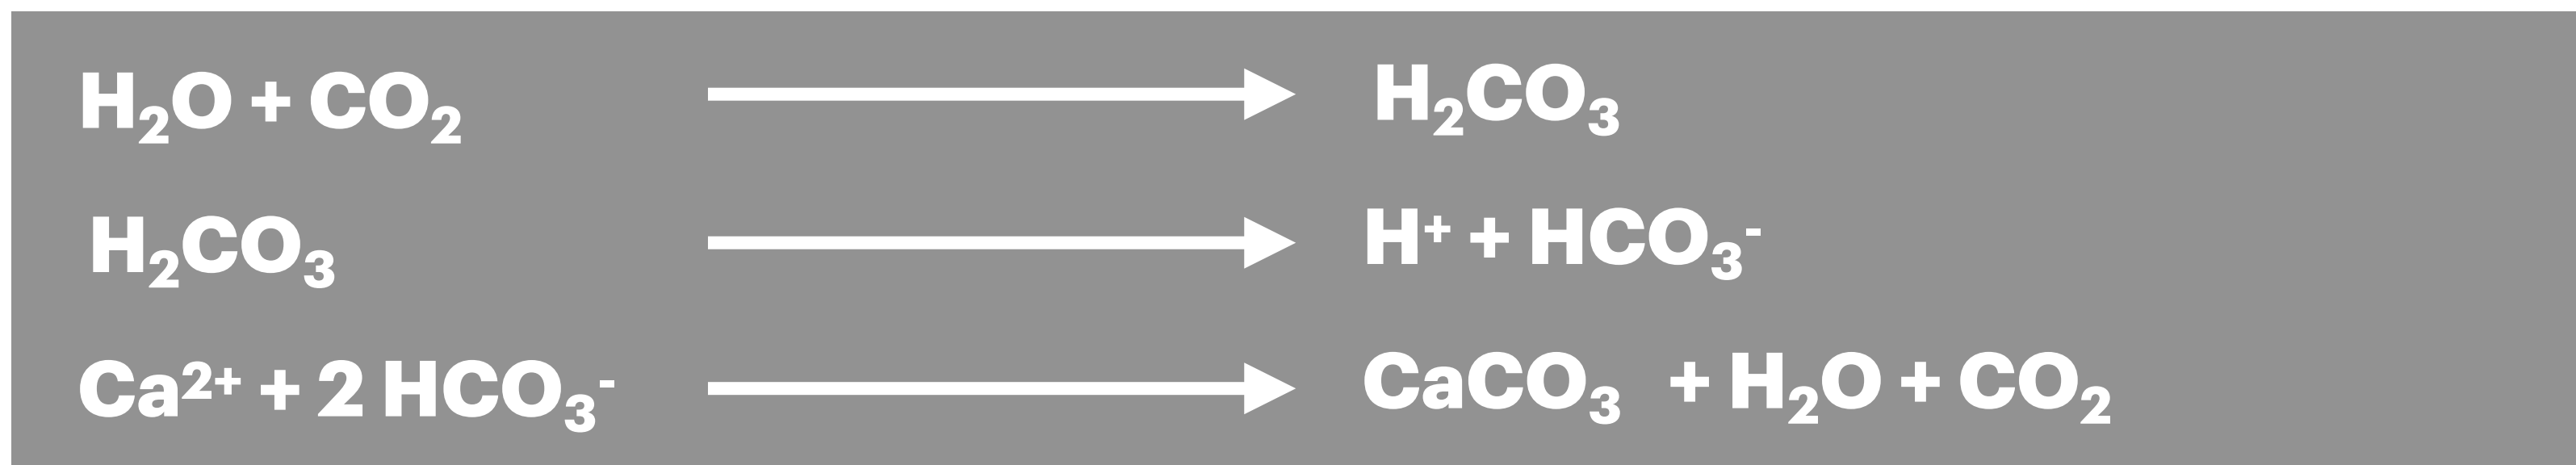 H₂O + CO₂ → H₂CO₃
H₂CO₃ → H⁺ + HCO₃⁻
Ca²⁺ + 2 HCO₃⁻ → CaCO₃ + H₂O + CO₂